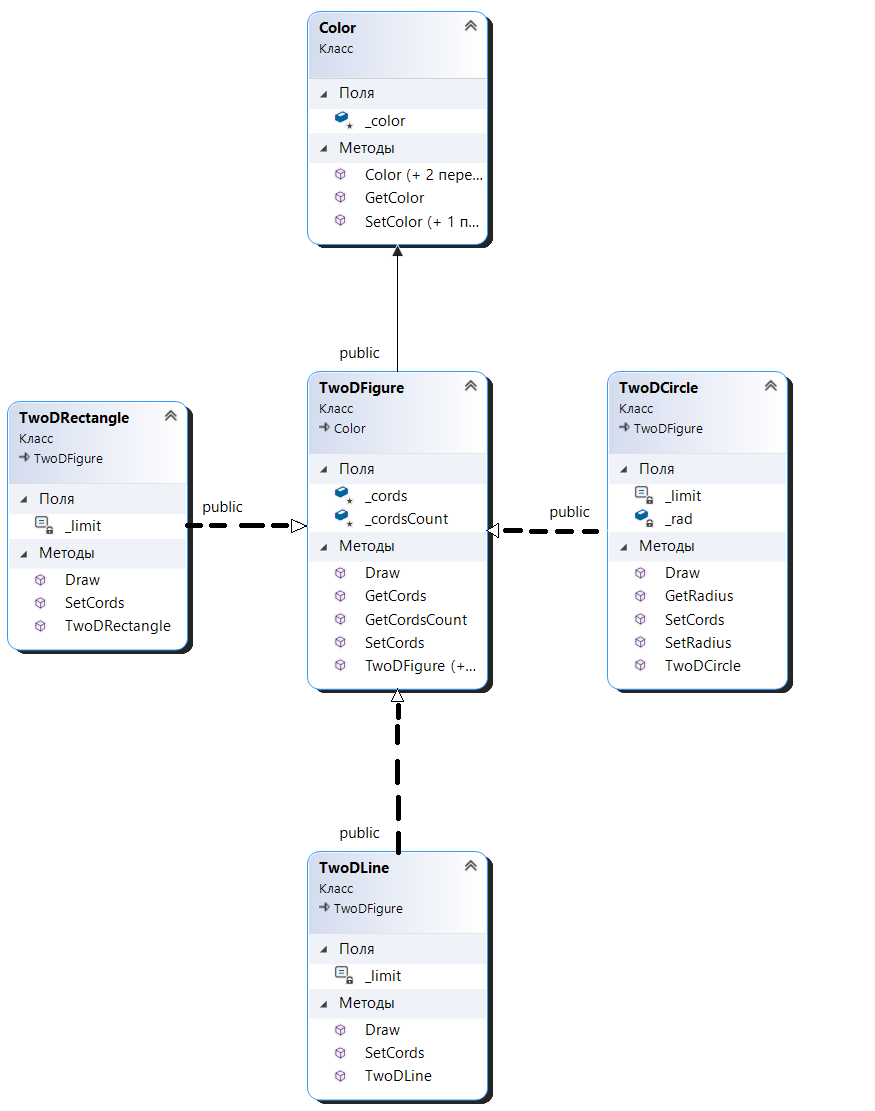 Color
Класс
Поля
_color
Методы
Color (+ 2 пере...
GetColor
SetColor (+ 1 п...
public
TwoDFigure
Класс
Color
Поля
_cords
_cordsCount
Методы
Draw
GetCords
GetCordsCount
SetCords
TwoDFigure (+...
TwoDRectangle
Класс
TwoDFigure
Поля
_limit
Методы
Draw
SetCords
TwoDRectangle
public
TwoDCircle
Класс
TwoDFigure
Поля
_limit
_rad
Методы
Draw
GetRadius
SetCords
SetRadius
TwoDCircle
public
public
TwoDLine
Класс
TwoDFigure
Поля
_limit
Методы
Draw
SetCords
TwoDLine